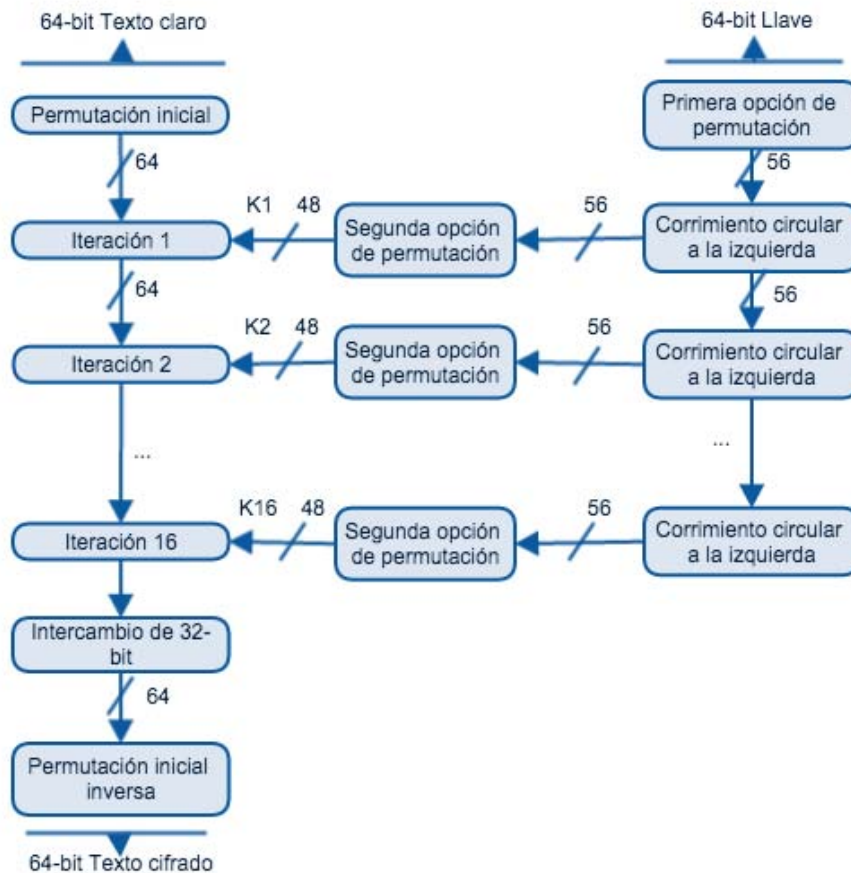 64-bit Texto claro
64-bit Llave
Permutación inicial
Primera opción de
permutación
64
56
K1
48
56
Iteración 1
Segunda opción
de permutación
Corrimiento circular
a la izquierda
64
56
K2
48
56
Iteración 2
Segunda opción
de permutación
Corrimiento circular
a la izquierda
...
...
K16
48
56
Iteración 16
Segunda opción
de permutación
Corrimiento circular
a la izquierda
Intercambio de 32-
bit
64
Permutación inicial
inversa
64-bit Texto cifrado